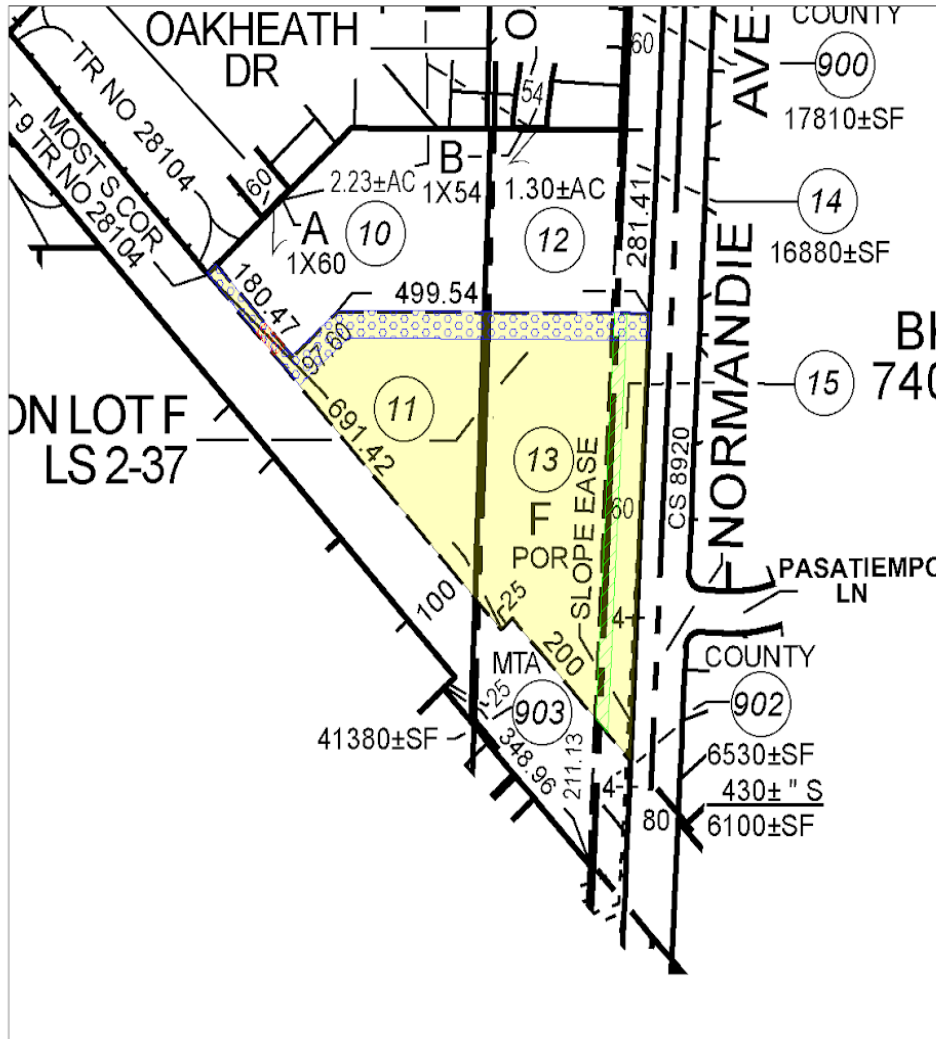 OAKHEATH
DR
COUNTY
900
17810±SF
AVE
60
54
TR NO 28104
MOST S COR
T 9 TR NO 28104
60
B
1X54
2.23±AC
1.30±AC
A
1X60
10
12
281.41
14
16880±SF
NORMANDIE
180.47
499.54
97.60
11
691.42
15
740
ON LOT F
LS 2-37
13
F
POR
SLOPE EASE
60
CS 8920
PASATIEMPO
LN
100
25
4
200
MTA
903
25
COUNTY
902
41380±SF
348.96
211.13
4
80
6530±SF
430± " S
6100±SF